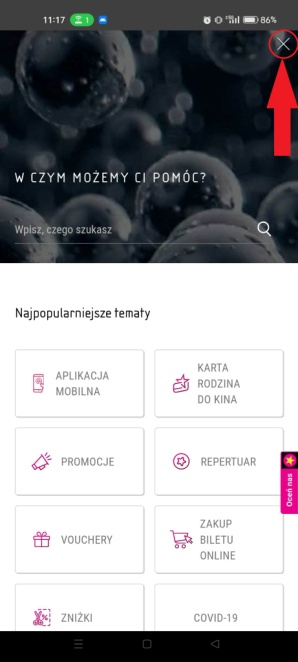 11:17 1 86%
W CZYM MOŻEMY CI POMÓC?
Wpisz, czego szukasz
Najpopularniejsze tematy
APLIKACJA
MOBILNA
KARTA
RODZINA
DO KINA
PROMOCJE
REPERTUAR
Oceń nas
VOUCHERY
ZAKUP
BILETU
ONLINE
ZNIŻKI
COVID-19